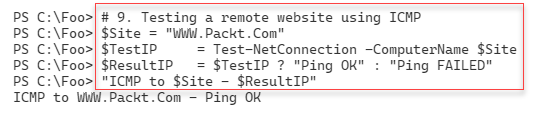 PS C:\Foo> # 9. Testing a remote website using ICMP
PS C:\Foo> $Site = "WWW.Packt.Com"
PS C:\Foo> $TestIP     = Test-NetConnection -ComputerName $Site
PS C:\Foo> $ResultIP   = $TestIP ? "Ping OK" : "Ping FAILED"
PS C:\Foo> "ICMP to $Site - $ResultIP"
ICMP to WWW.Packt.Com - Ping OK